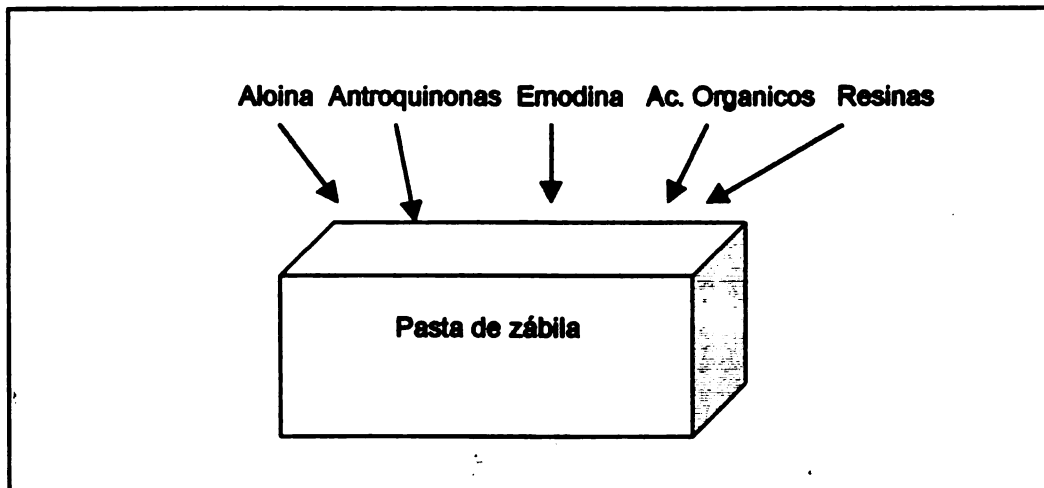 Aloina Antroquinonas Emodina Ac. Organicos Resinas
Pasta de zábila